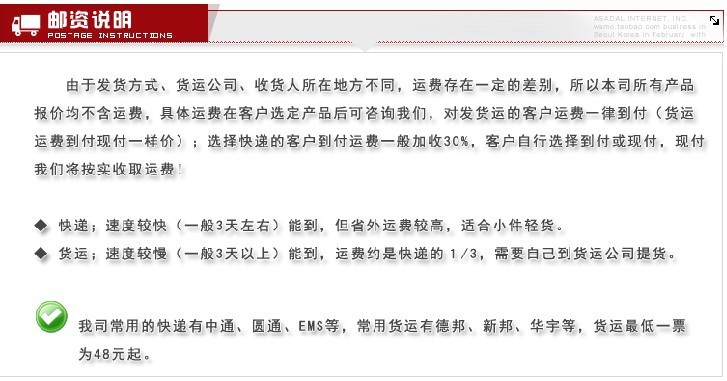 邮资说明
POSTAGE INSTRUCTIONS
ASADAL INTERNET, INC.
Seoul Korea in February with
由于发货方式、货运公司、收货人所在地方不同，运费存在一定的差别，所以本司所有产品
报价均不含运费，具体运费在客户选定产品后可咨询我们，对发货运的客户运费一律到付（货运
运费到付现付一样价）；选择快递的客户到付运费一般加收30%，客户自行选择到付或现付，现付
我们将按实收取运费！
◆ 快递；速度较快（一般3天左右）能到，但省外运费较高，适合小件轻货。
◆ 货运；速度较慢（一般3天以上）能到，运费约是快递的 1/3，需要自己到货运公司提货。
我司常用的快递有中通、圆通、EMS等，常用货运有德邦、新邦、华宇等，货运最低一票
为48元起。